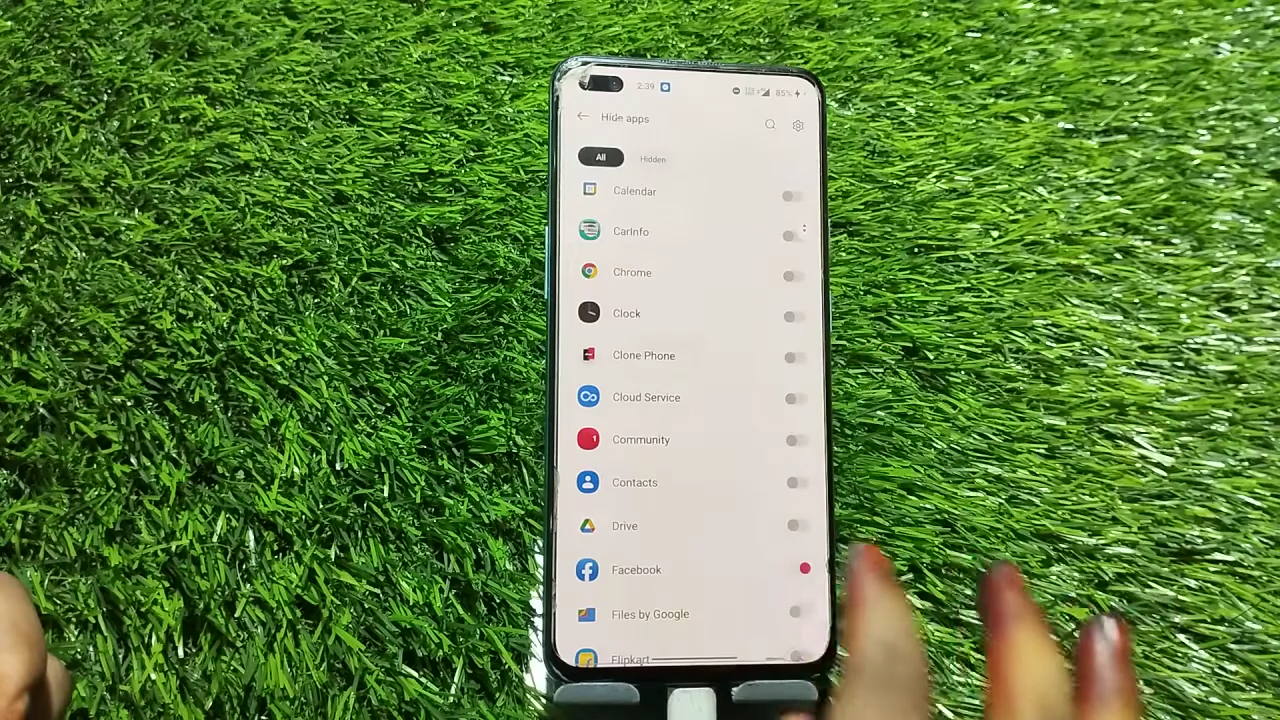 2:39
85%
Hide apps
All
Hidden
Calendar
CarInfo
Chrome
Clock
Clone Phone
Cloud Service
Community
Contacts
Drive
Facebook
Files by Google
Flipkart